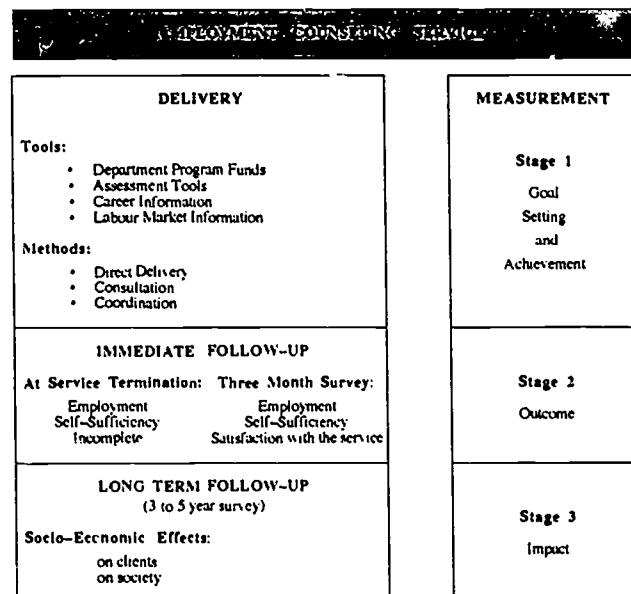 EMPLOYMENT COUNSELING SERVICE
DELIVERY
Tools:
• Department Program Funds
• Assessment Tools
• Career Information
• Labour Market Information
Methods:
• Direct Delivery
• Consultation
• Coordination
IMMEDIATE FOLLOW-UP
At Service Termination: Three Month Survey:
Employment Employment
Self-Sufficiency Self-Sufficiency
Incomplete Satisfaction with the service
LONG TERM FOLLOW-UP
(3 to 5 year survey)
Socio-Economic Effects:
on clients
on society
MEASUREMENT
Stage 1
Goal
Setting
and
Achievement
Stage 2
Outcome
Stage 3
Impact